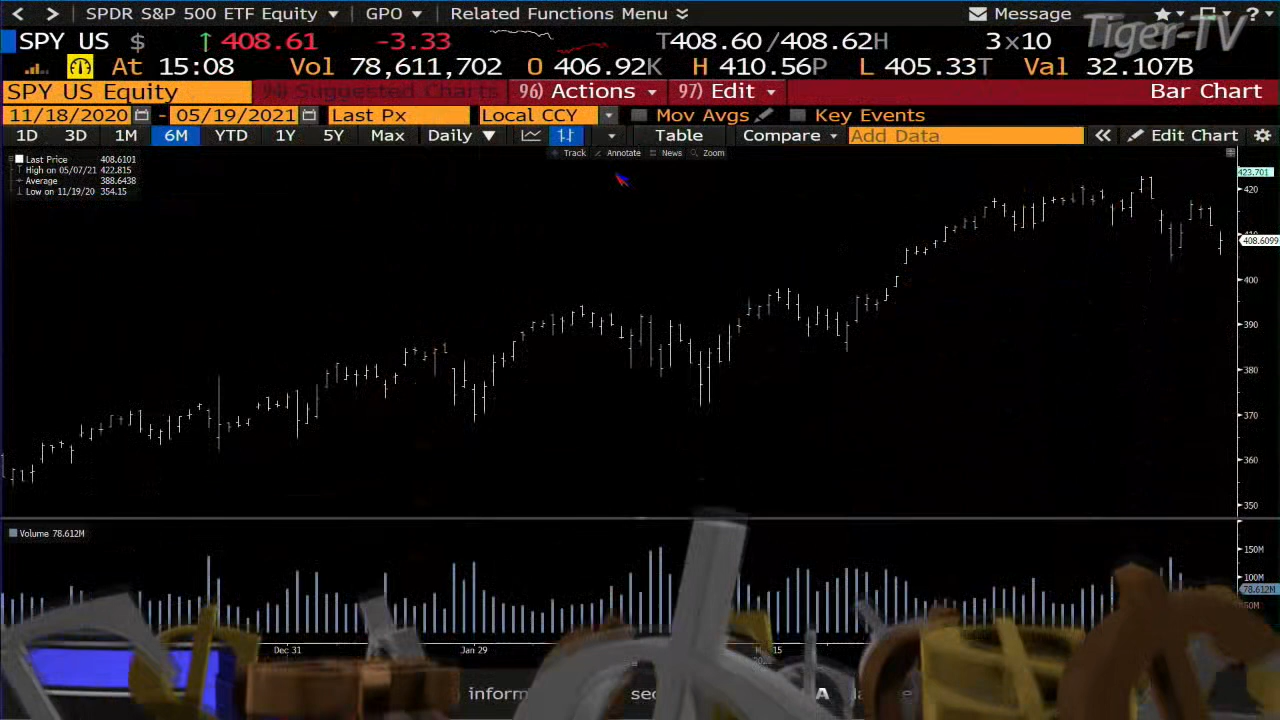 < > SPDR S&P 500 ETF Equity ▾ GPO ▾ Related Functions Menu Message ?
SPY US $ ↑ 408.61 -3.33 T408.60/408.62H 3x10 Tiger-TV
At 15:08 Vol 78,611,702 O 406.92K H 410.56P L 405.33T Val 32.107B
SPY US Equity 94) Suggested Charts 96) Actions 97) Edit Bar Chart
11/18/2020 - 05/19/2021 Last Px Local CCY Mov Avgs Key Events
1D 3D 1M 6M YTD 1Y 5Y Max Daily ▼ Table Compare Add Data « Edit Chart
Track Annotate News Zoom
Last Price 408.6101
High on 05/07/21 422.815
Average 388.6438
Low on 11/19/20 354.15
423.701
420
410
408.6099
400
390
380
370
360
350
Volume 78.612M
150M
100M
78.612M
50M
Dec 31 Jan 29 15
inform sec A